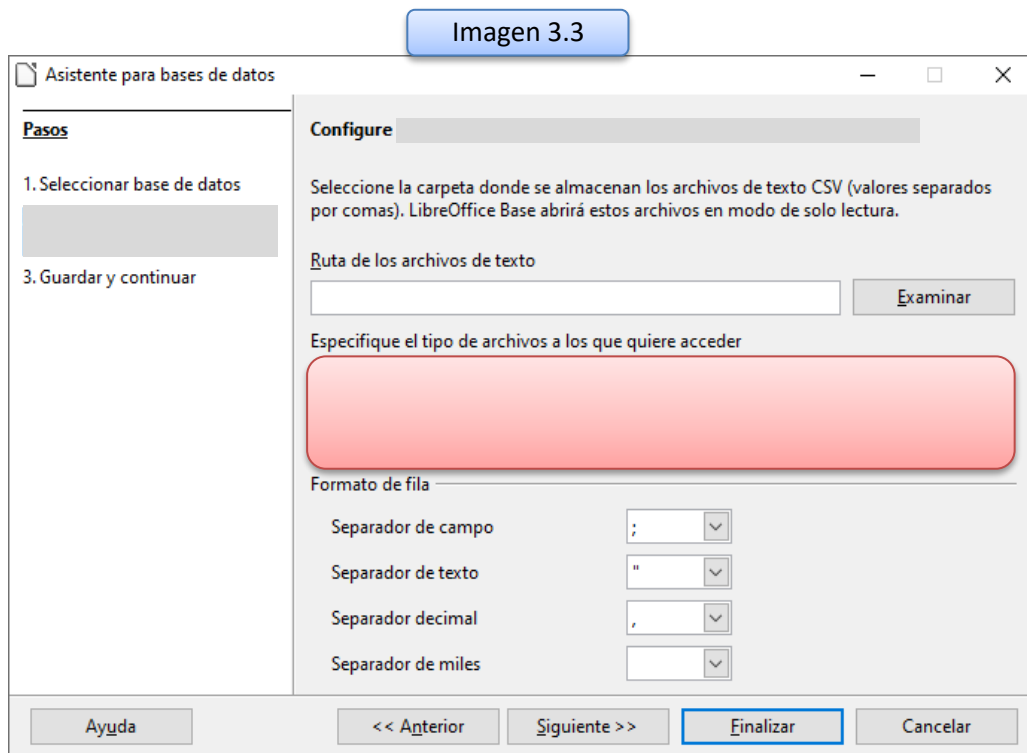 Imagen 3.3
Asistente para bases de datos
Pasos
1. Seleccionar base de datos
3. Guardar y continuar
Configure
Seleccione la carpeta donde se almacenan los archivos de texto CSV (valores separados
por comas). LibreOffice Base abrirá estos archivos en modo de solo lectura.
Ruta de los archivos de texto
Examinar
Especifique el tipo de archivos a los que quiere acceder
Formato de fila
Separador de campo ;
Separador de texto "
Separador decimal ,
Separador de miles
Ayuda << Anterior Siguiente >> Finalizar Cancelar